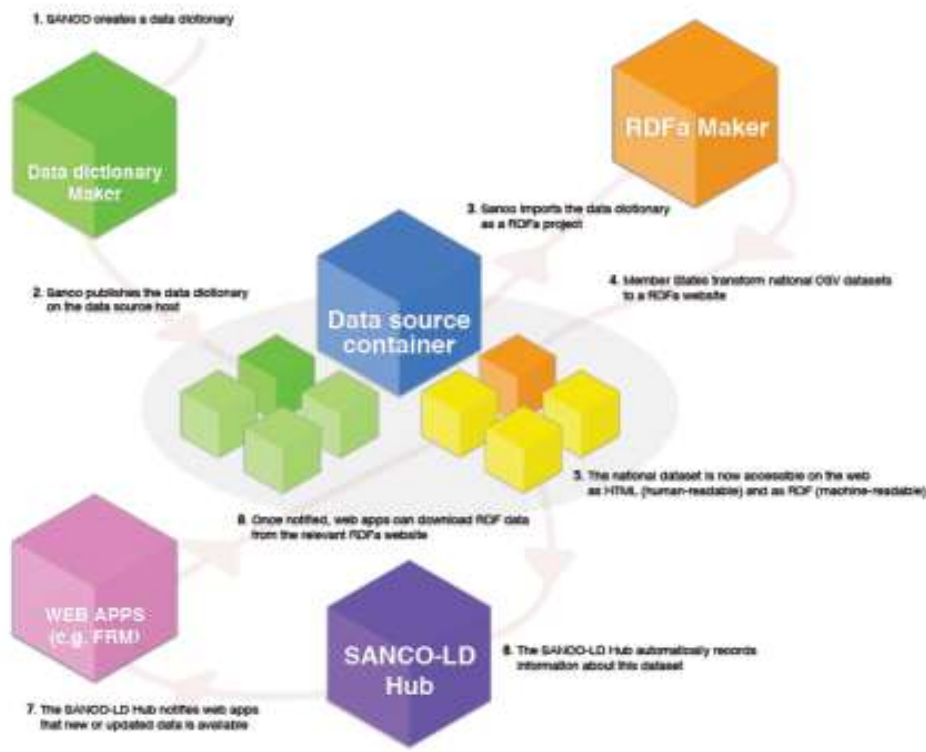 1. SANCO creates a data dictionary
Data dictionary
Maker
RDFa Maker
2. Sanco publishes the data dictionary
on the data source host
3. Sanco imports the data dictionary
as a RDFa project
4. Member States transform national CSV datasets
to a RDFa website
Data source
container
5. The national dataset is now accessible on the web
as HTML (human-readable) and as RDF (machine-readable)
8. Once notified, web apps can download RDF data
from the relevant RDFa website
WEB APPS
(e.g. FRM)
SANCO-LD
Hub
6. The SANCO-LD Hub automatically records
information about this dataset
7. The SANCO-LD Hub notifies web apps
that new or updated data is available